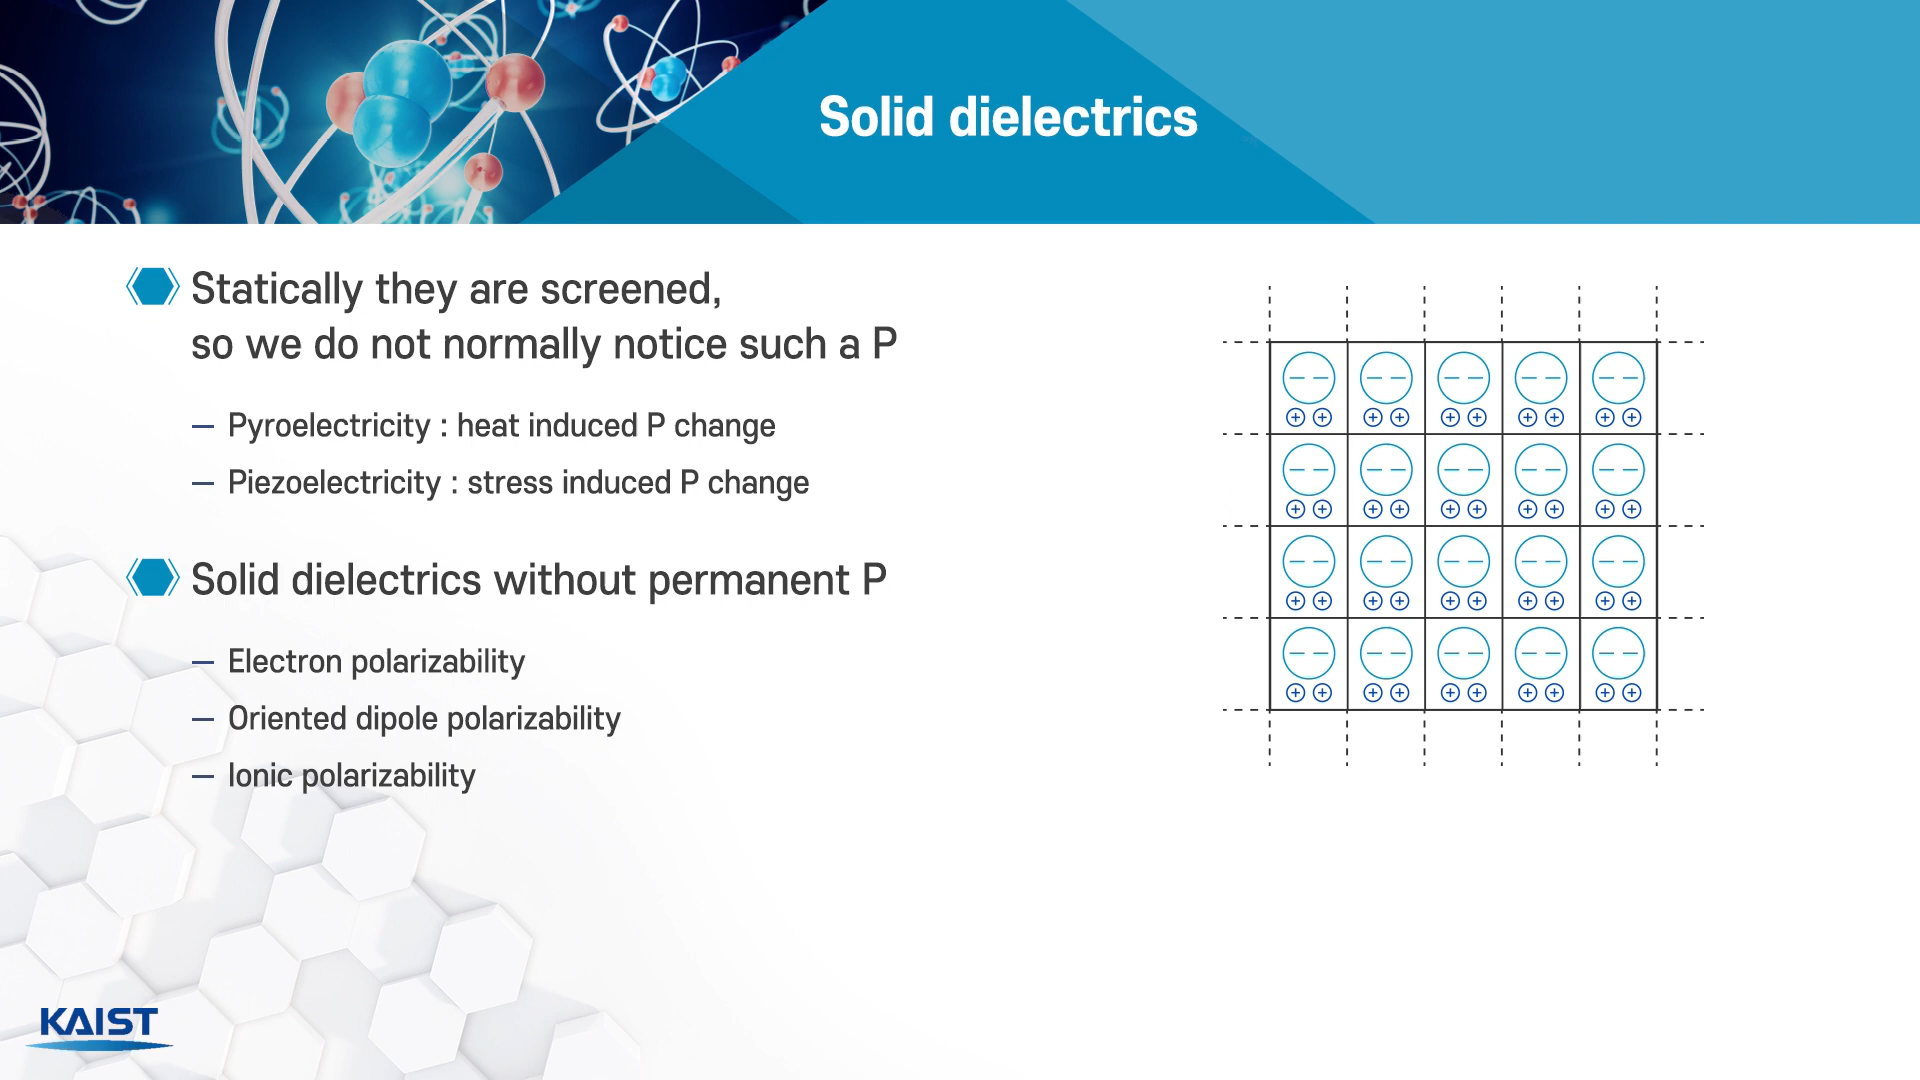 Solid dielectrics
Statically they are screened,
so we do not normally notice such a P
— Pyroelectricity : heat induced P change
— Piezoelectricity : stress induced P change
Solid dielectrics without permanent P
— Electron polarizability
— Oriented dipole polarizability
— Ionic polarizability
− − − − − − − − − −
+ + + + + + + + + +
− − − − − − − − − −
+ + + + + + + + + +
− − − − − − − − − −
+ + + + + + + + + +
− − − − − − − − − −
+ + + + + + + + + +
KAIST